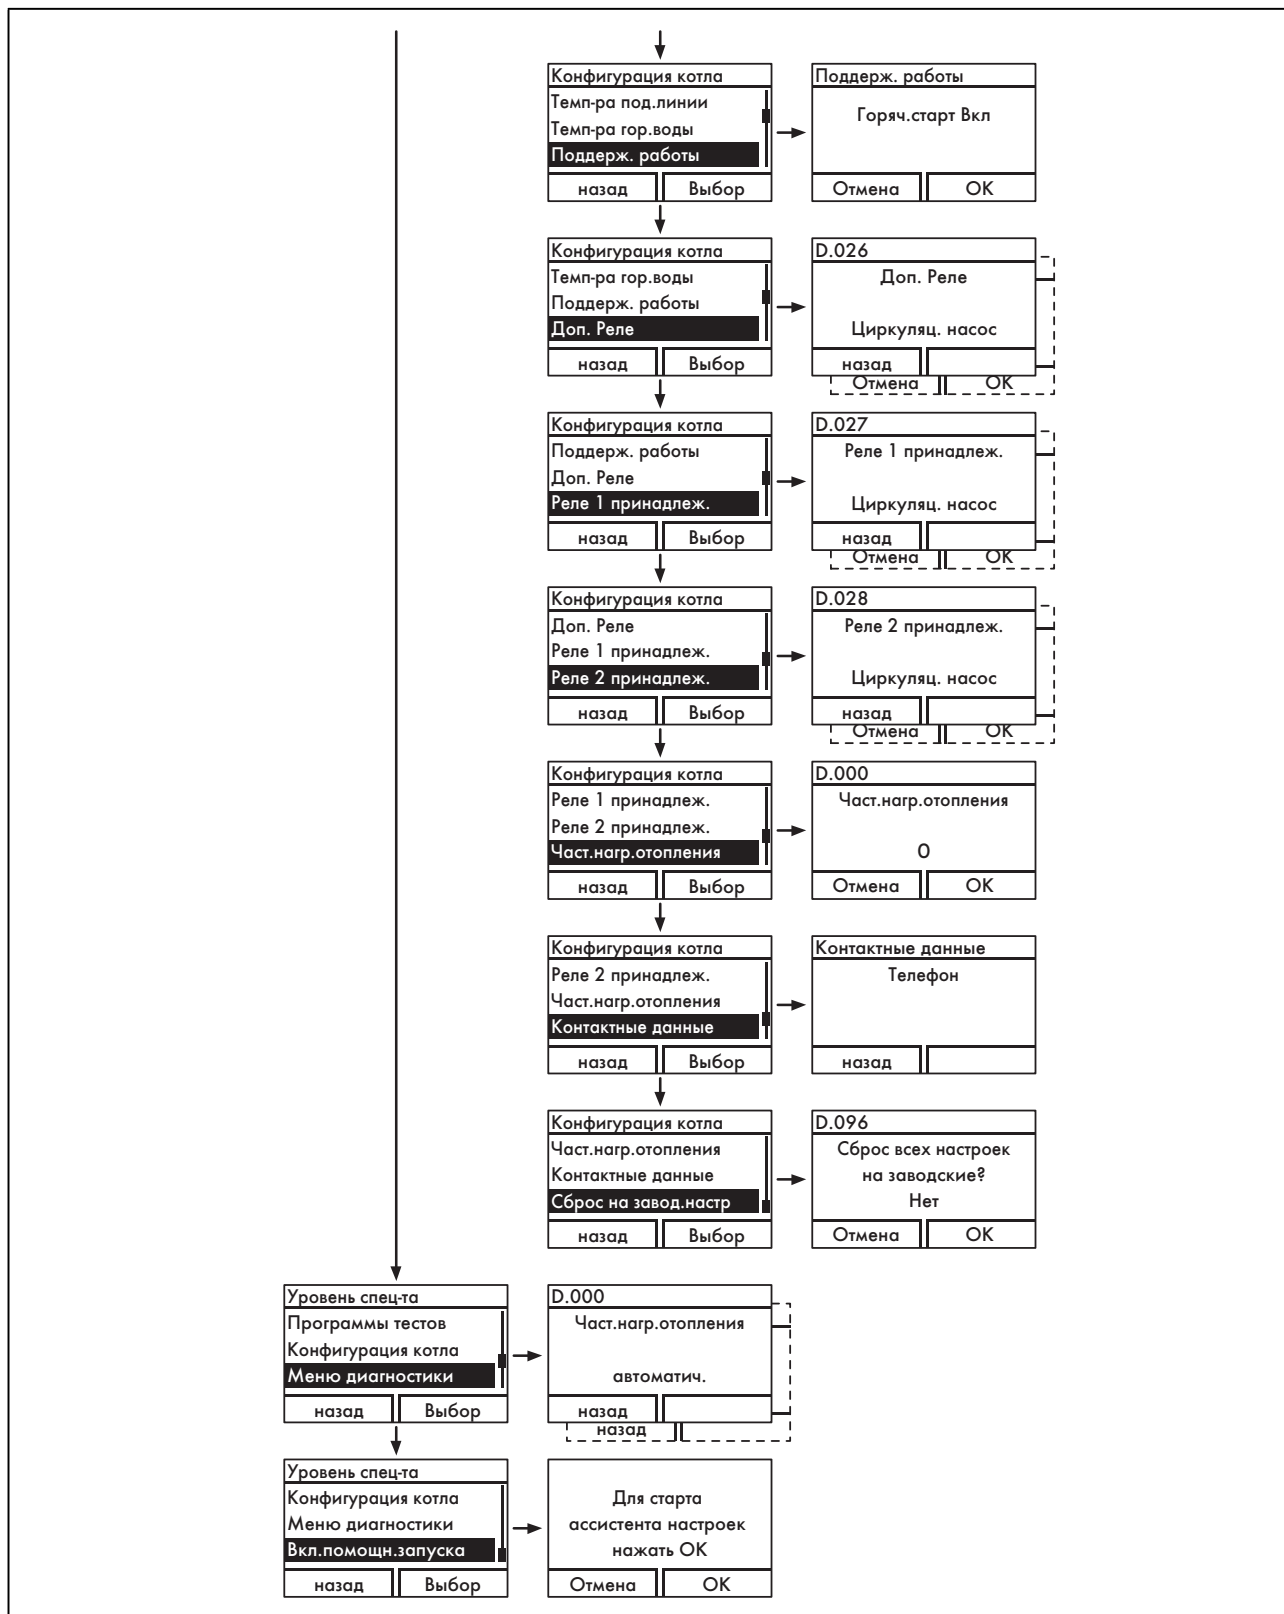 Конфигурация котла
Темп-ра под.линии
Темп-ра гор.воды
Поддерж. работы
назад Выбор
Поддерж. работы
Горяч.старт Вкл
Отмена OK
Конфигурация котла
Темп-ра гор.воды
Поддерж. работы
Доп. Реле
назад Выбор
D.026
Доп. Реле
Циркуляц. насос
назад
Отмена OK
Конфигурация котла
Поддерж. работы
Доп. Реле
Реле 1 принадлеж.
назад Выбор
D.027
Реле 1 принадлеж.
Циркуляц. насос
назад
Отмена OK
Конфигурация котла
Доп. Реле
Реле 1 принадлеж.
Реле 2 принадлеж.
назад Выбор
D.028
Реле 2 принадлеж.
Циркуляц. насос
назад
Отмена OK
Конфигурация котла
Реле 1 принадлеж.
Реле 2 принадлеж.
Част.нагр.отопления
назад Выбор
D.000
Част.нагр.отопления
0
Отмена OK
Конфигурация котла
Реле 2 принадлеж.
Част.нагр.отопления
Контактные данные
назад Выбор
Контактные данные
Телефон
назад
Конфигурация котла
Част.нагр.отопления
Контактные данные
Сброс на завод.настр
назад Выбор
D.096
Сброс всех настроек
на заводские?
Нет
Отмена OK
Уровень спец-та
Программы тестов
Конфигурация котла
Меню диагностики
назад Выбор
D.000
Част.нагр.отопления
автоматич.
назад
назад
Уровень спец-та
Конфигурация котла
Меню диагностики
Вкл.помощн.запуска
назад Выбор
Для старта
ассистента настроек
нажать OK
Отмена OK